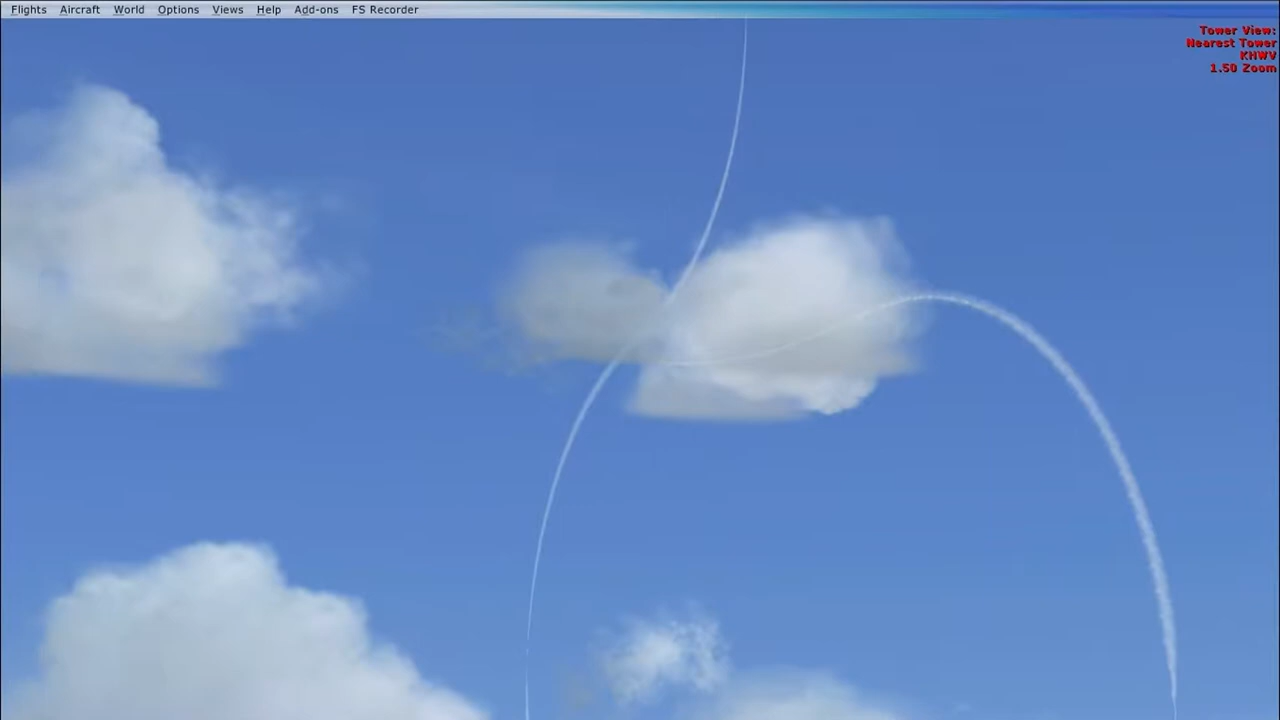 Flights Aircraft World Options Views Help Add-ons FS Recorder
Tower View:
Nearest Tower
KHWV
1.50 Zoom